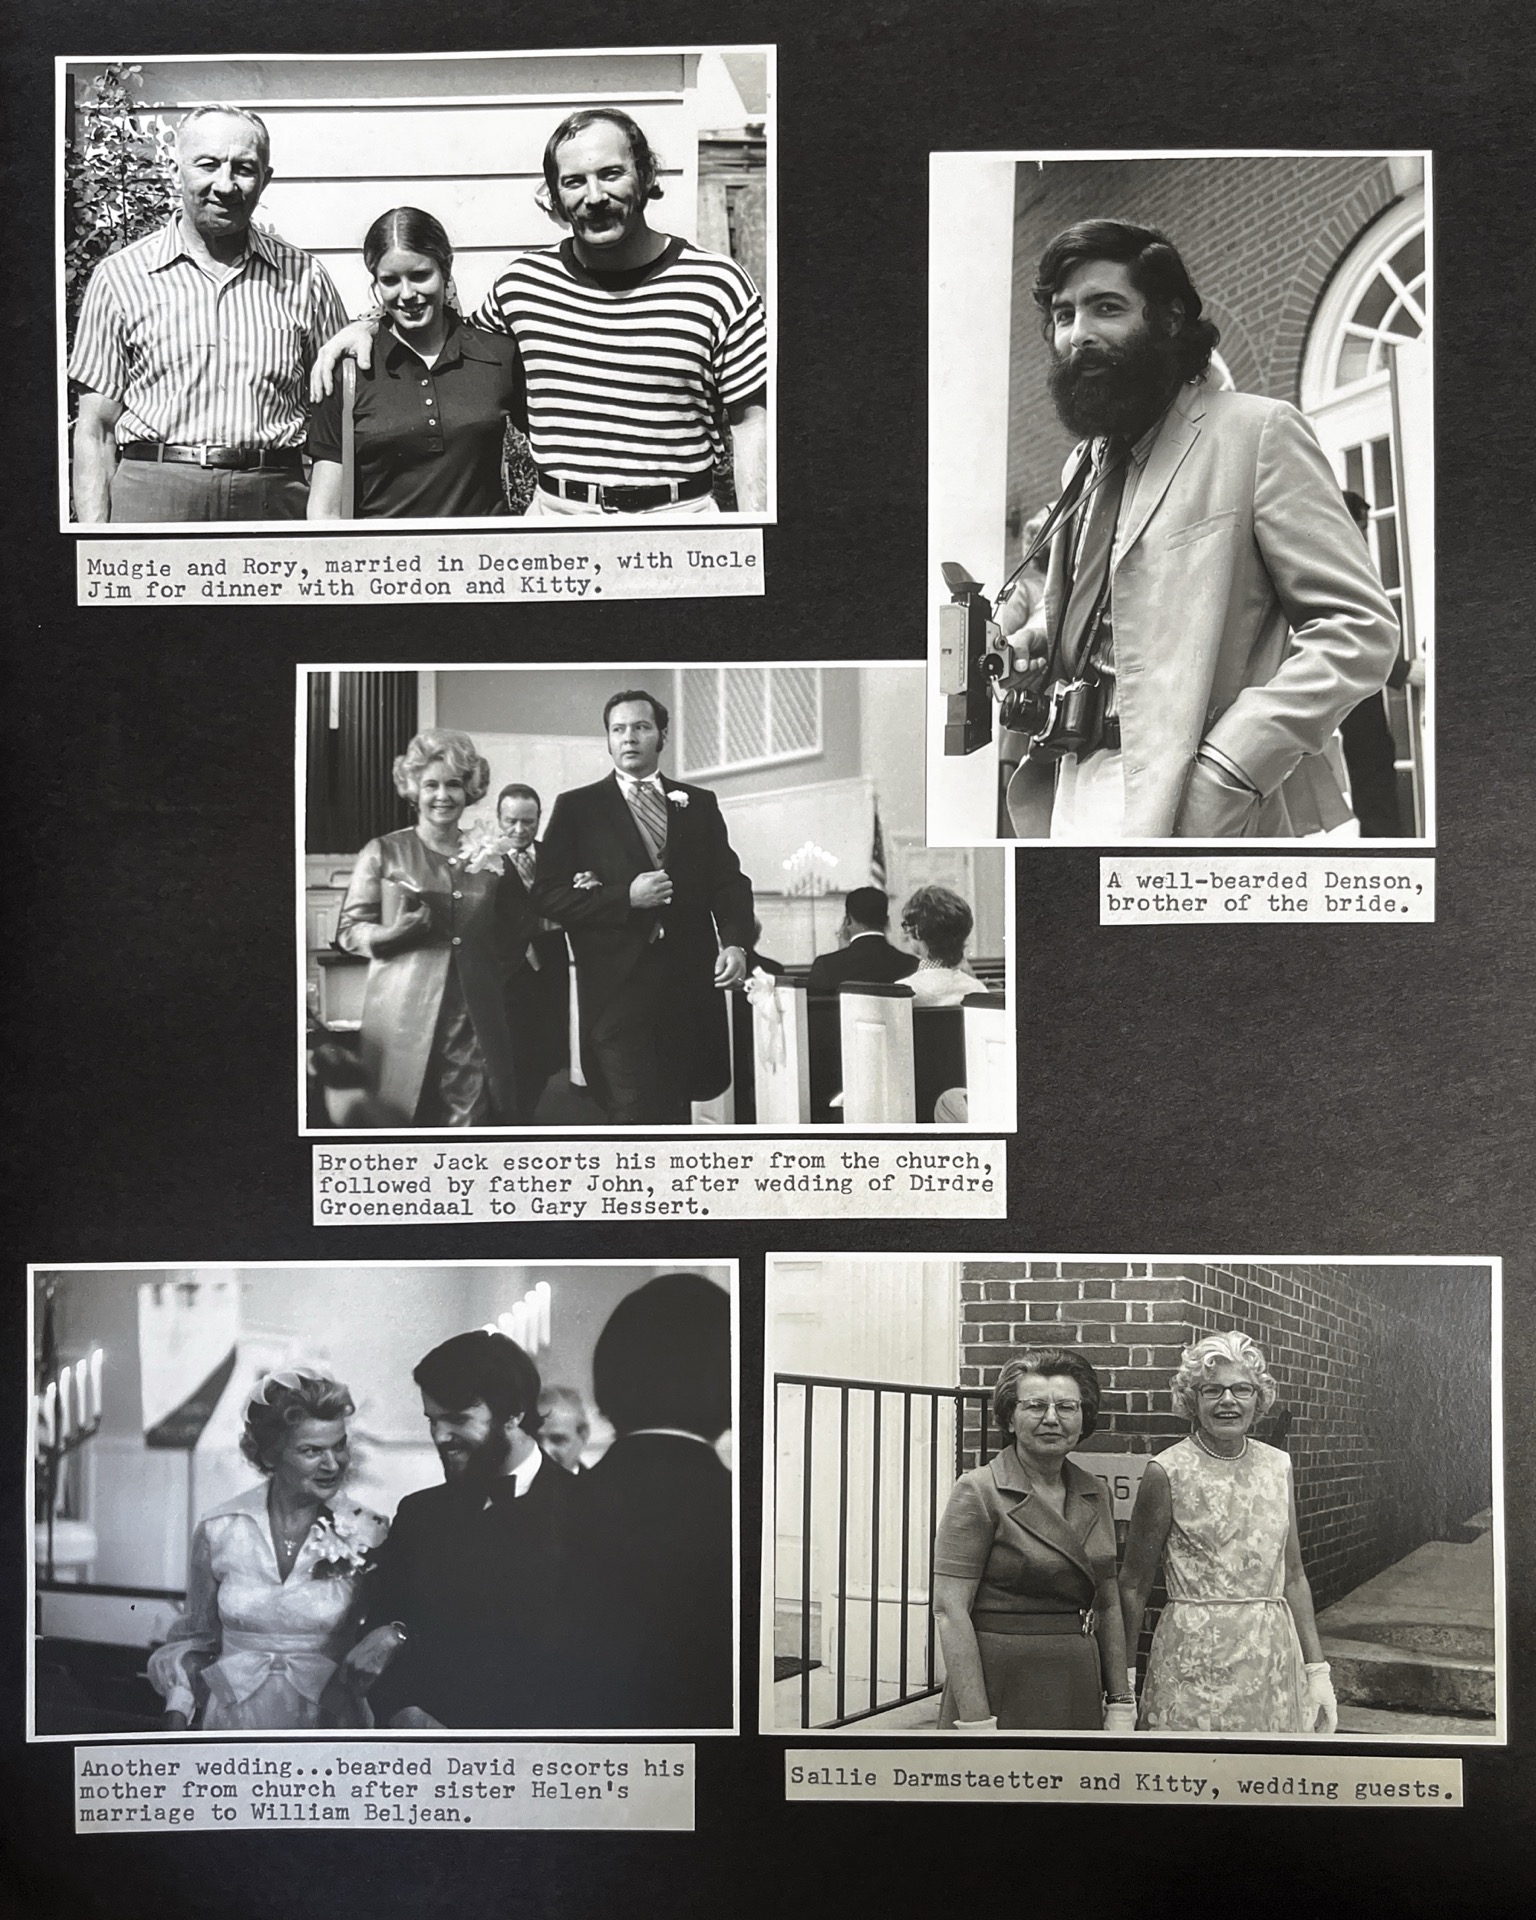 Mudgie and Rory, married in December, with Uncle
Jim for dinner with Gordon and Kitty.
A well-bearded Denson,
brother of the bride.
Brother Jack escorts his mother from the church,
followed by father John, after wedding of Dirdre
Groenendaal to Gary Hessert.
Another wedding...bearded David escorts his
mother from church after sister Helen's
marriage to William Beljean.
Sallie Darmstaetter and Kitty, wedding guests.